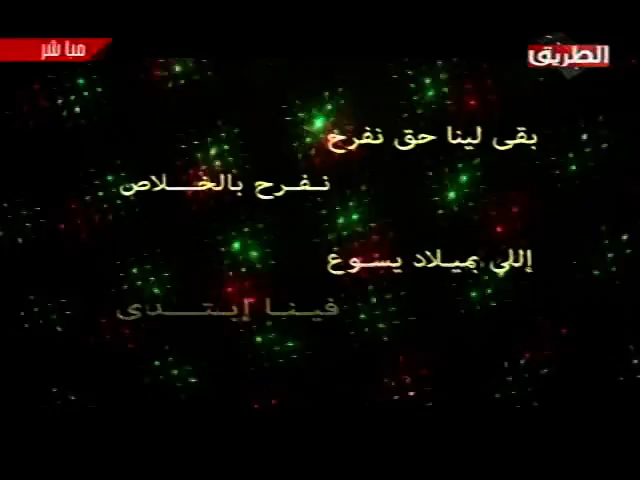 مباشر
الطريق
بقى لينا حق نفرح
نفرح بالخلاص
إللي بميلاد يسوع
فينا إبتدى